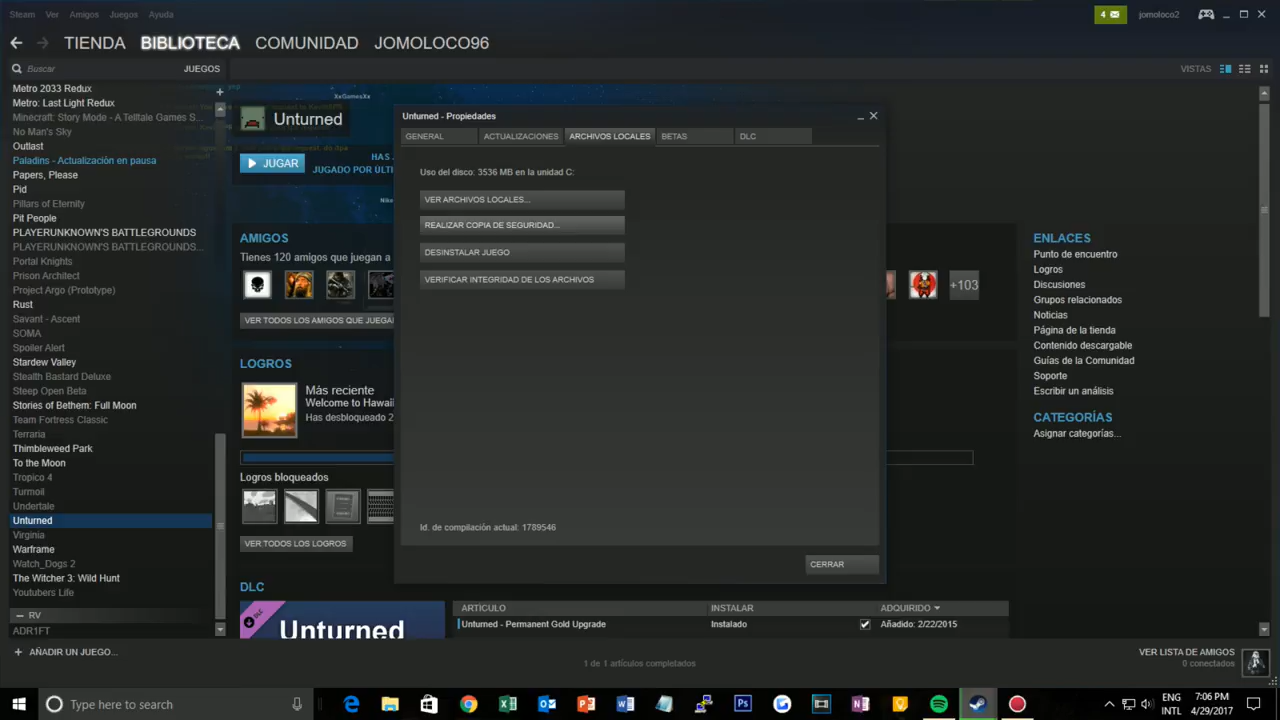 Steam Ver Amigos Juegos Ayuda
4
jomoloco2
TIENDA BIBLIOTECA COMUNIDAD JOMOLOCO96
Buscar
JUEGOS
VISTAS
Metro 2033 Redux
Metro: Last Light Redux
Minecraft: Story Mode - A Telltale Games S...
No Man's Sky
Outlast
Paladins - Actualización en pausa
Papers, Please
Pid
Pillars of Eternity
Pit People
PLAYERUNKNOWN'S BATTLEGROUNDS
PLAYERUNKNOWN'S BATTLEGROUNDS...
Portal Knights
Prison Architect
Project Argo (Prototype)
Rust
Savant - Ascent
SOMA
Spoiler Alert
Stardew Valley
Stealth Bastard Deluxe
Steep Open Beta
Stories of Bethem: Full Moon
Team Fortress Classic
Terraria
Thimbleweed Park
To the Moon
Tropico 4
Turmoil
Undertale
Unturned
Virginia
Warframe
Watch_Dogs 2
The Witcher 3: Wild Hunt
Youtubers Life
RV
ADR1FT
AÑADIR UN JUEGO...
XxGamesXx
Unturned
JUGAR
HAS
JUGADO POR ÚLTI
Nike
AMIGOS
Tienes 120 amigos que juegan a
+103
VER TODOS LOS AMIGOS QUE JUEGA
LOGROS
Más reciente
Welcome to Hawaii
Has desbloqueado 2
Logros bloqueados
VER TODOS LOS LOGROS
DLC
DLC
Unturned
ARTÍCULO INSTALAR ADQUIRIDO
Unturned - Permanent Gold Upgrade Instalado Añadido: 2/22/2015
1 de 1 artículos completados
Unturned - Propiedades
GENERAL ACTUALIZACIONES ARCHIVOS LOCALES BETAS DLC
Uso del disco: 3536 MB en la unidad C:
VER ARCHIVOS LOCALES...
REALIZAR COPIA DE SEGURIDAD...
DESINSTALAR JUEGO
VERIFICAR INTEGRIDAD DE LOS ARCHIVOS
Id. de compilación actual: 1789546
CERRAR
ENLACES
Punto de encuentro
Logros
Discusiones
Grupos relacionados
Noticias
Página de la tienda
Contenido descargable
Guías de la Comunidad
Soporte
Escribir un análisis
CATEGORÍAS
Asignar categorías...
VER LISTA DE AMIGOS
0 conectados
Type here to search
ENG
INTL
7:06 PM
4/29/2017